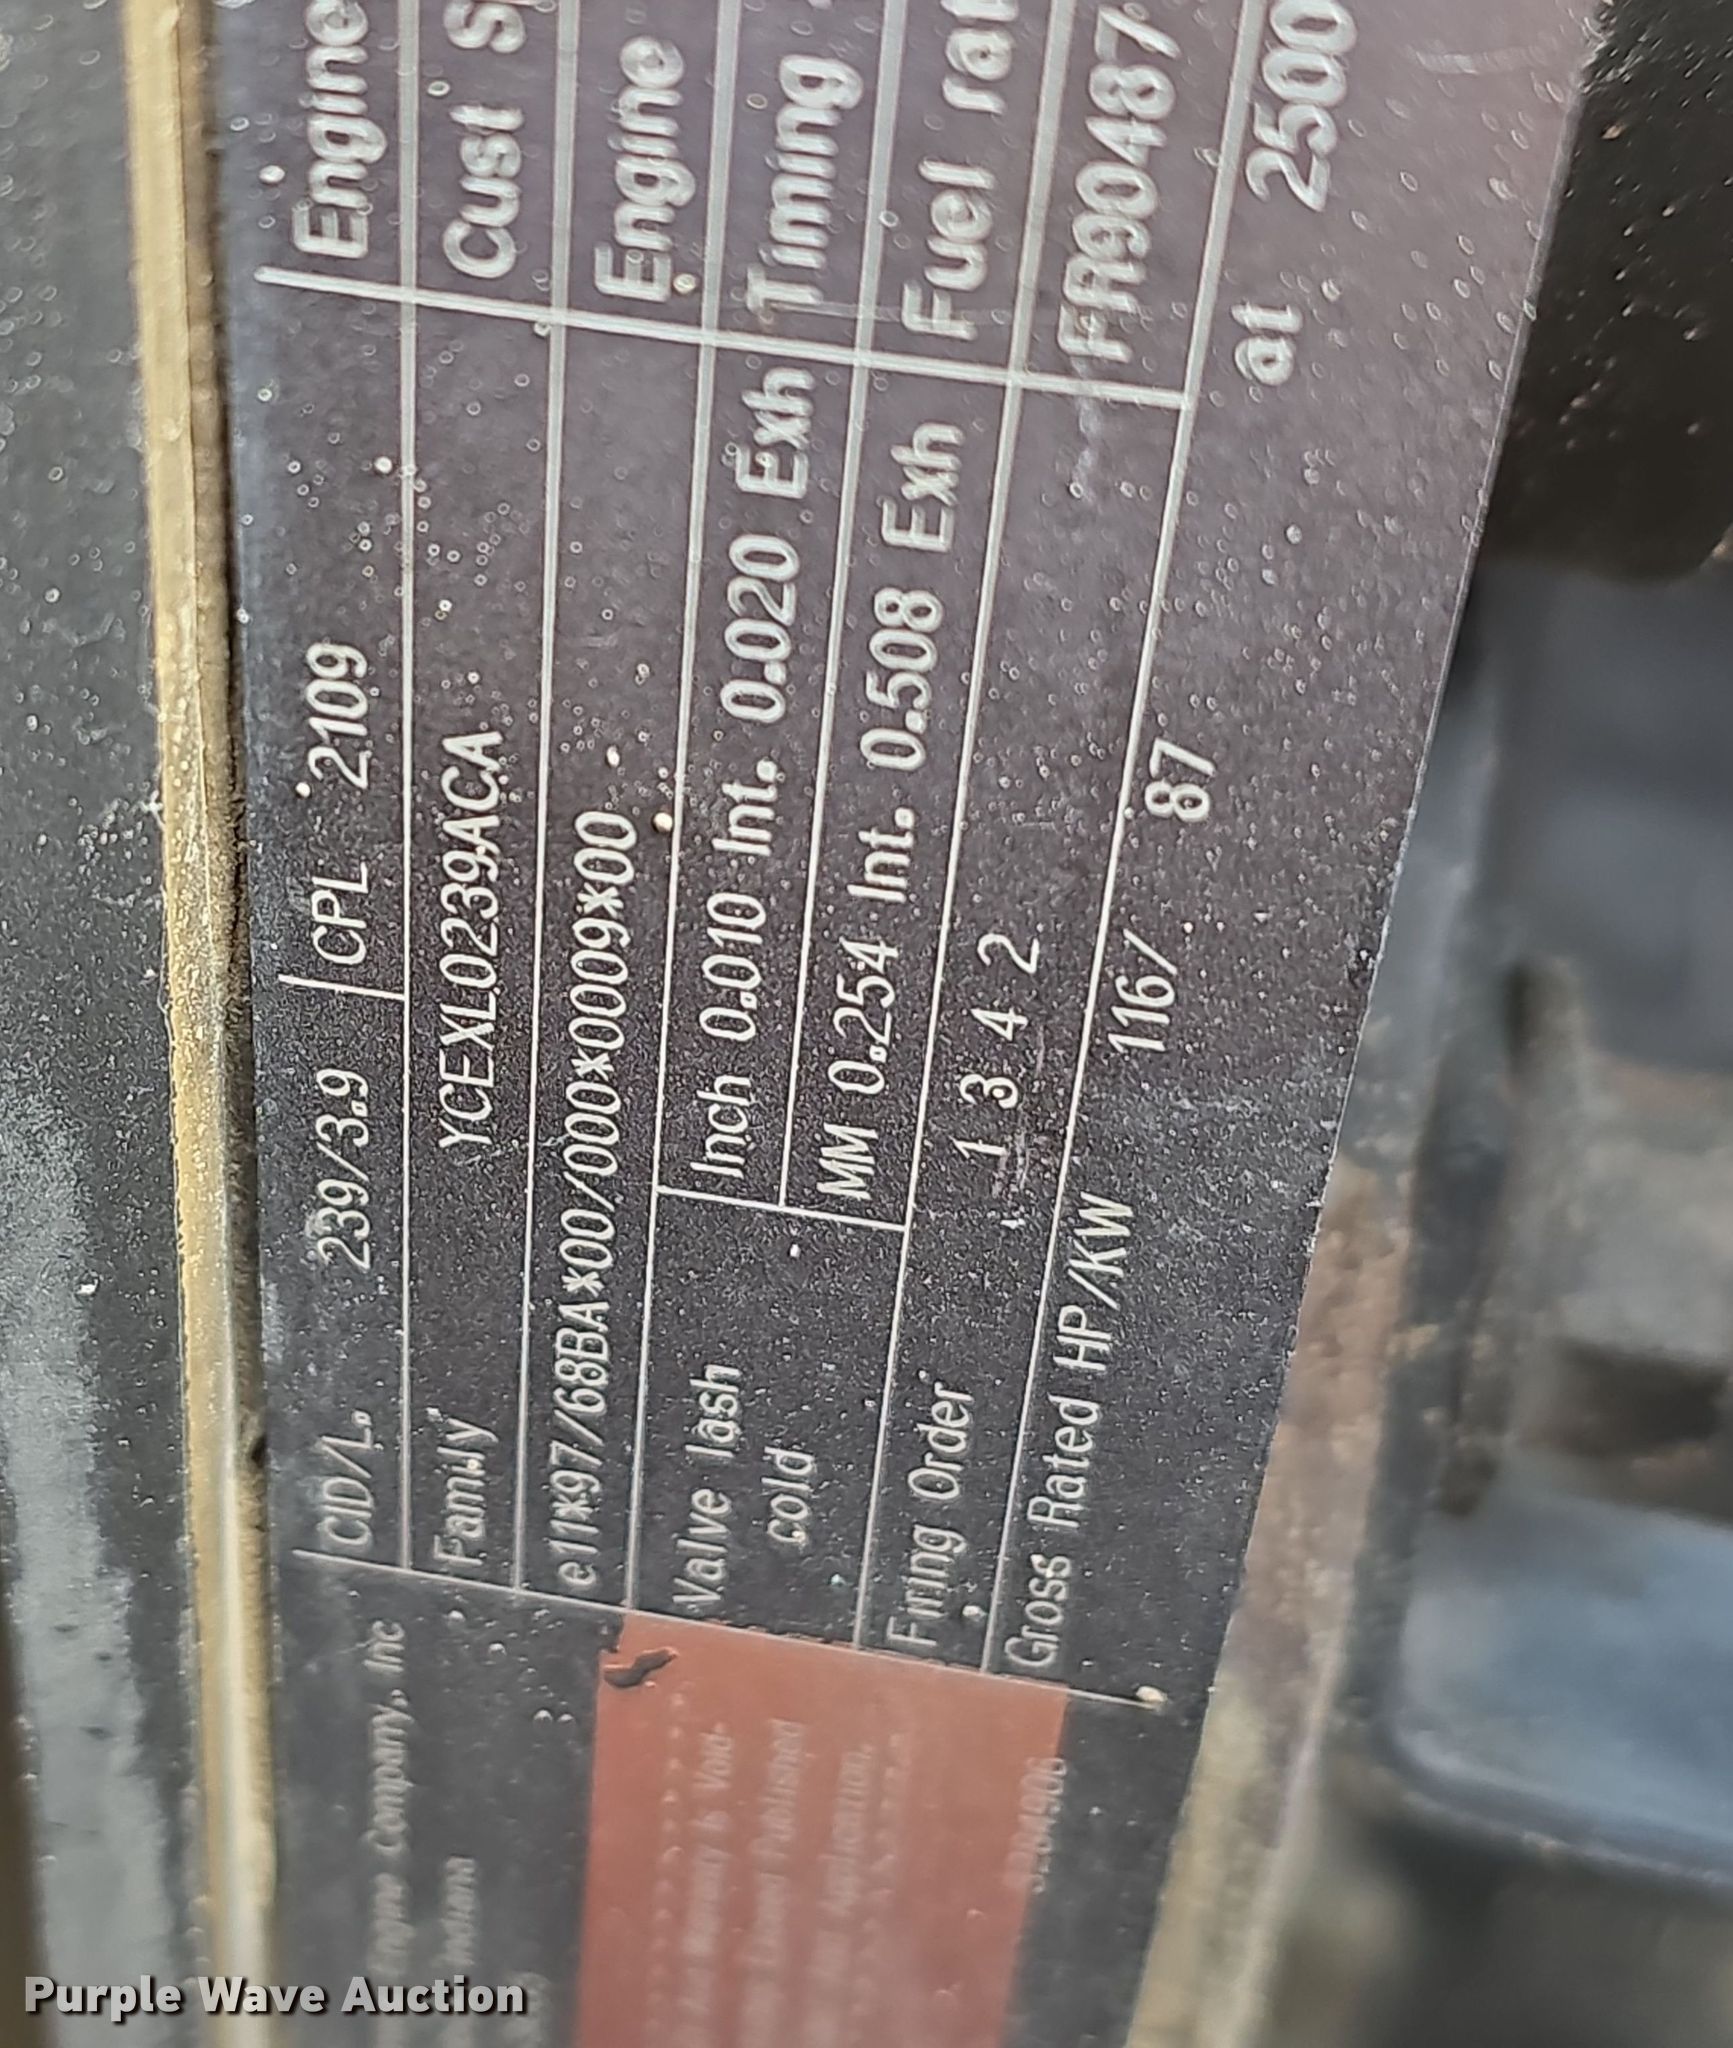 Engine Company, Inc
Indiana
CID/L. 239/3.9 CPL 2109 Engine
Family YCEXL0239ACA Cust
e11*97/68BA*00/000*0009*00 Engine
Valve lash cold Inch 0.010 Int. 0.020 Exh Timing
MM 0.254 Int. 0.508 Exh Fuel
Firing Order 1 3 4 2 FR90487
Gross Rated HP/KW 116/ 87 at 2500
Purple Wave Auction